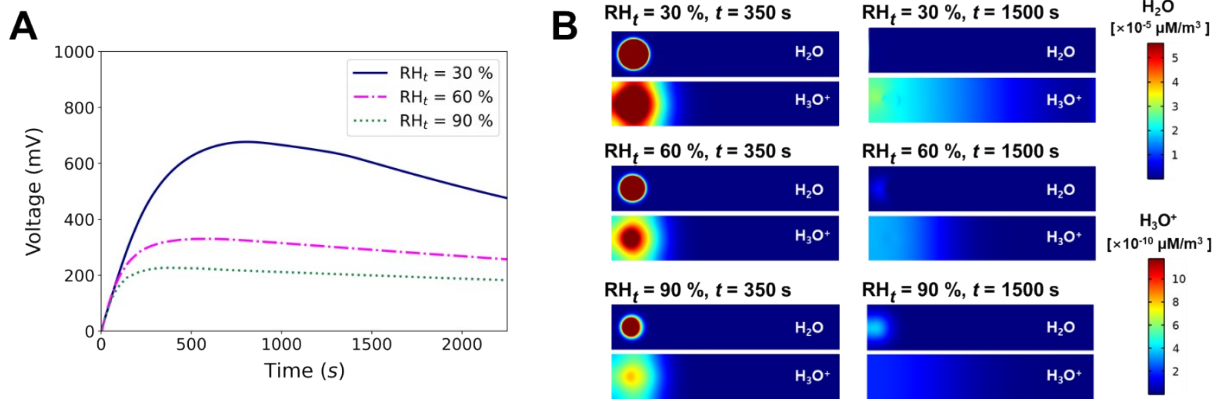 A
Voltage (mV)
1000
800
600
400
200
0
RHt = 30 %
RHt = 60 %
RHt = 90 %
0 500 1000 1500 2000
Time (s)
B
RHt = 30 %, t = 350 s
H₂O
H₃O⁺
RHt = 30 %, t = 1500 s
H₂O
H₃O⁺
RHt = 60 %, t = 350 s
H₂O
H₃O⁺
RHt = 60 %, t = 1500 s
H₂O
H₃O⁺
RHt = 90 %, t = 350 s
H₂O
H₃O⁺
RHt = 90 %, t = 1500 s
H₂O
H₃O⁺
H₂O
[ ×10⁻⁵ µM/m³ ]
5
4
3
2
1
H₃O⁺
[ ×10⁻¹⁰ µM/m³ ]
10
8
6
4
2